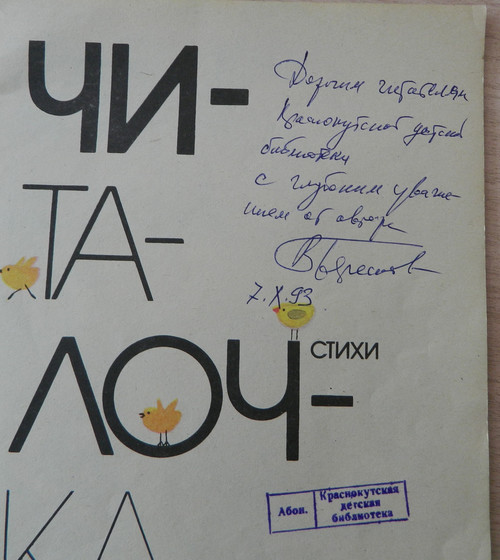 ЧИ-
ТА-
ЛОЧ-
КА
СТИХИ
Дорогим читателям
Краснокутской детской
библиотеки
с глубоким уваже-
нием от автора
7.X.93
Абон.
Краснокутская
детская
библиотека